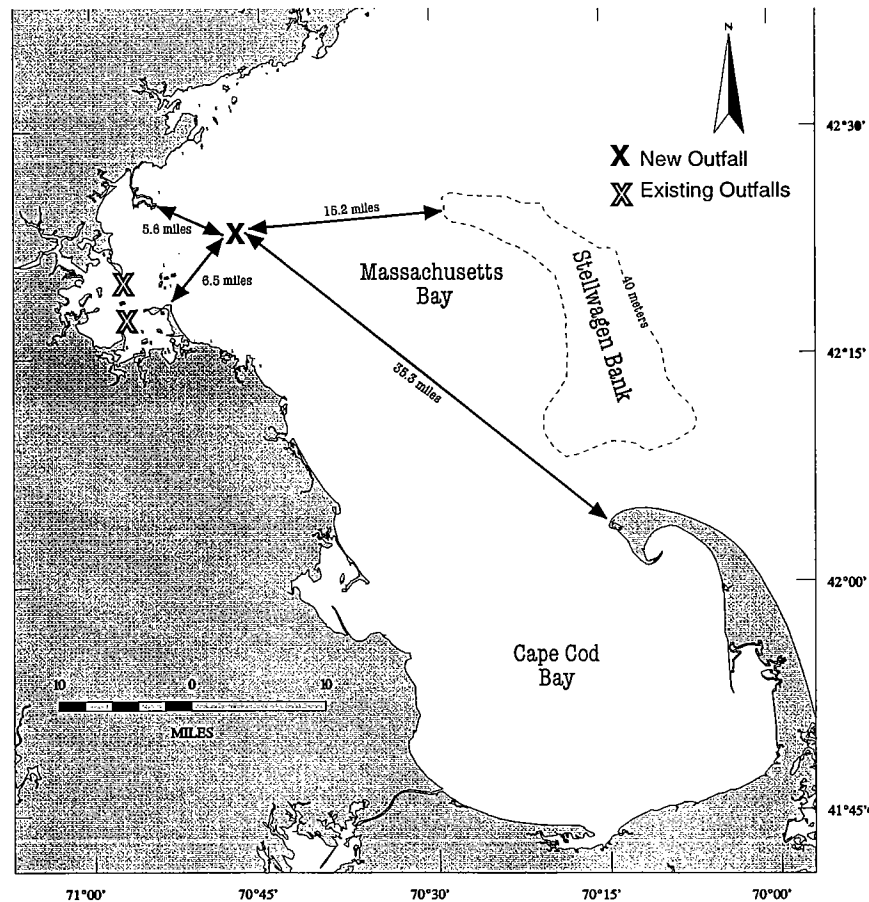 N
42°30'
X New Outfall
X Existing Outfalls
15.2 miles
5.6 miles
6.5 miles
Massachusetts
Bay
Stellwagen Bank
40 meters
42°15'
35.3 miles
42°00'
Cape Cod
Bay
10 0 10
MILES
41°45'
71°00' 70°45' 70°30' 70°15' 70°00'